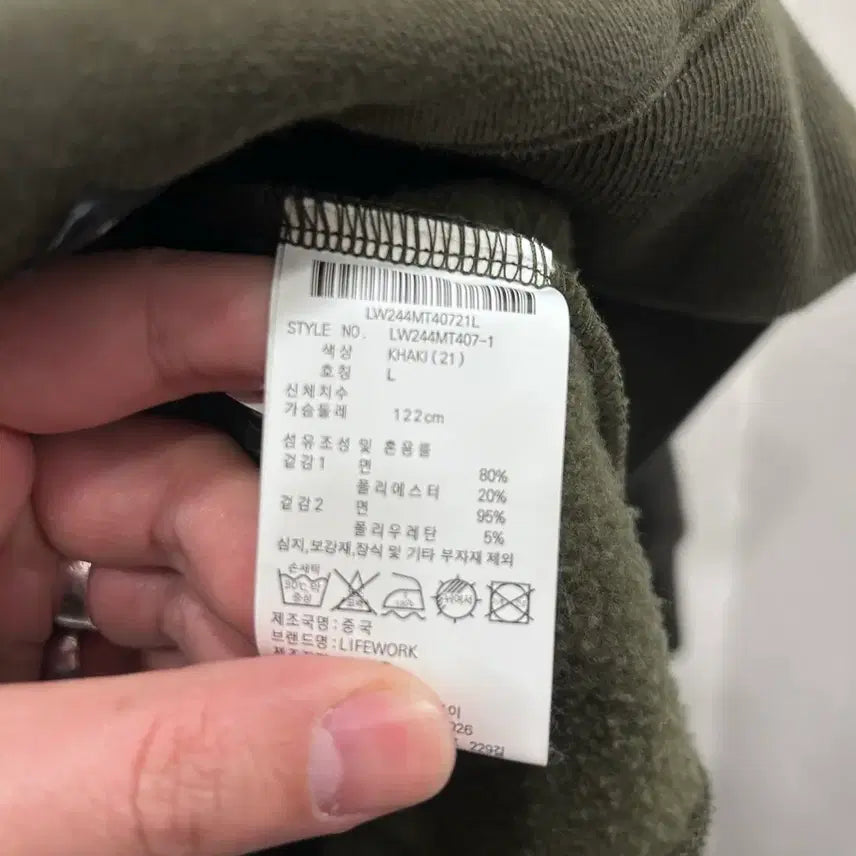 LW244MT40721L
STYLE NO. LW244MT407-1
색상 KHAKI(21)
호칭 L
신체치수
가슴둘레 122cm
섬유조성 및 혼용률
겉감1 면 80%
폴리에스터 20%
겉감2 면 95%
폴리우레탄 5%
심지,보강재,장식 및 기타 부자재 제외
손세탁
30℃
중성
제조국명:중국
브랜드명:LIFEWORK
229길